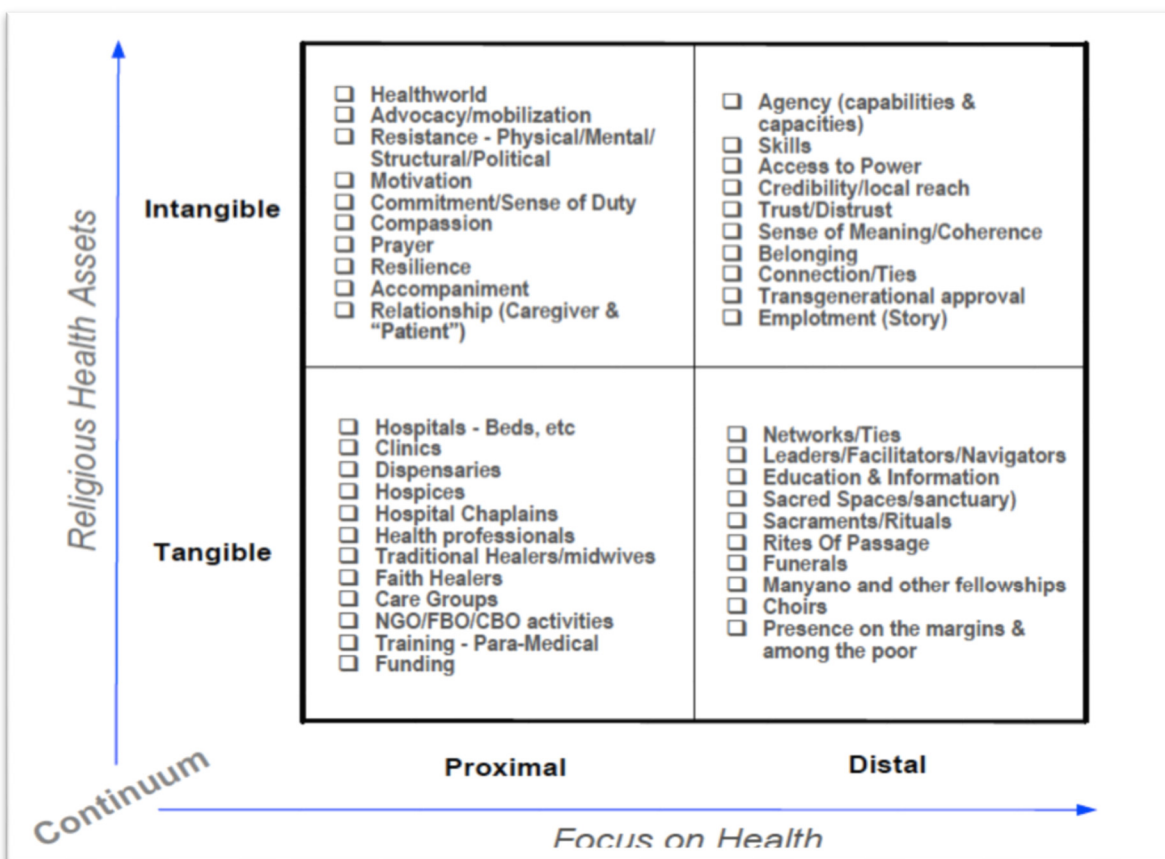 Religious Health Assets
Intangible
❑ Healthworld
❑ Advocacy/mobilization
❑ Resistance - Physical/Mental/
Structural/Political
❑ Motivation
❑ Commitment/Sense of Duty
❑ Compassion
❑ Prayer
❑ Resilience
❑ Accompaniment
❑ Relationship (Caregiver &
“Patient”)
❑ Agency (capabilities &
capacities)
❑ Skills
❑ Access to Power
❑ Credibility/local reach
❑ Trust/Distrust
❑ Sense of Meaning/Coherence
❑ Belonging
❑ Connection/Ties
❑ Transgenerational approval
❑ Emplotment (Story)
Tangible
❑ Hospitals - Beds, etc
❑ Clinics
❑ Dispensaries
❑ Hospices
❑ Hospital Chaplains
❑ Health professionals
❑ Traditional Healers/midwives
❑ Faith Healers
❑ Care Groups
❑ NGO/FBO/CBO activities
❑ Training - Para-Medical
❑ Funding
❑ Networks/Ties
❑ Leaders/Facilitators/Navigators
❑ Education & Information
❑ Sacred Spaces/sanctuary)
❑ Sacraments/Rituals
❑ Rites Of Passage
❑ Funerals
❑ Manyano and other fellowships
❑ Choirs
❑ Presence on the margins &
among the poor
Proximal
Distal
Continuum
Focus on Health